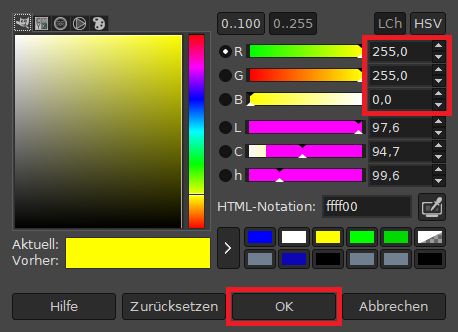 0..100 0..255 LCh HSV
R 255,0
G 255,0
B 0,0
L 97,6
C 94,7
h 99,6
HTML-Notation: ffff00
Aktuell:
Vorher:
Hilfe Zurücksetzen OK Abbrechen